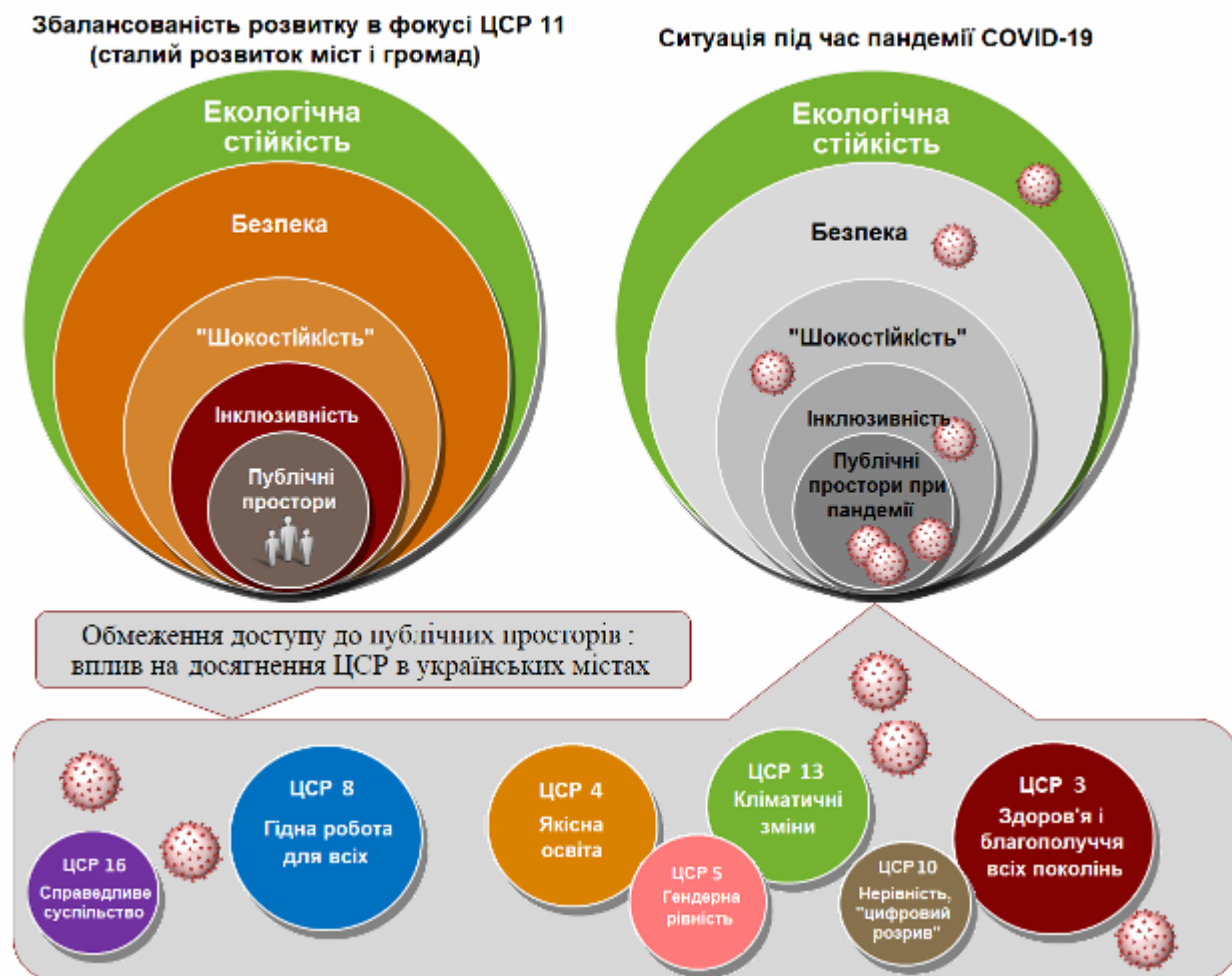 Збалансованість розвитку в фокусі ЦСР 11
(сталий розвиток міст і громад)
Ситуація під час пандемії COVID-19
Екологічна
стійкість
Безпека
"Шокостійкість"
Інклюзивність
Публічні
простори
Екологічна
стійкість
Безпека
"Шокостійкість"
Інклюзивність
Публічні
простори при
пандемії
Обмеження доступу до публічних просторів :
вплив на досягнення ЦСР в українських містах
ЦСР 16
Справедливе
суспільство
ЦСР 8
Гідна робота
для всіх
ЦСР 4
Якісна
освіта
ЦСР 5
Гендерна
рівність
ЦСР 13
Кліматичні
зміни
ЦСР 10
Нерівність,
"цифровий
розрив"
ЦСР 3
Здоров'я і
благополуччя
всіх поколінь